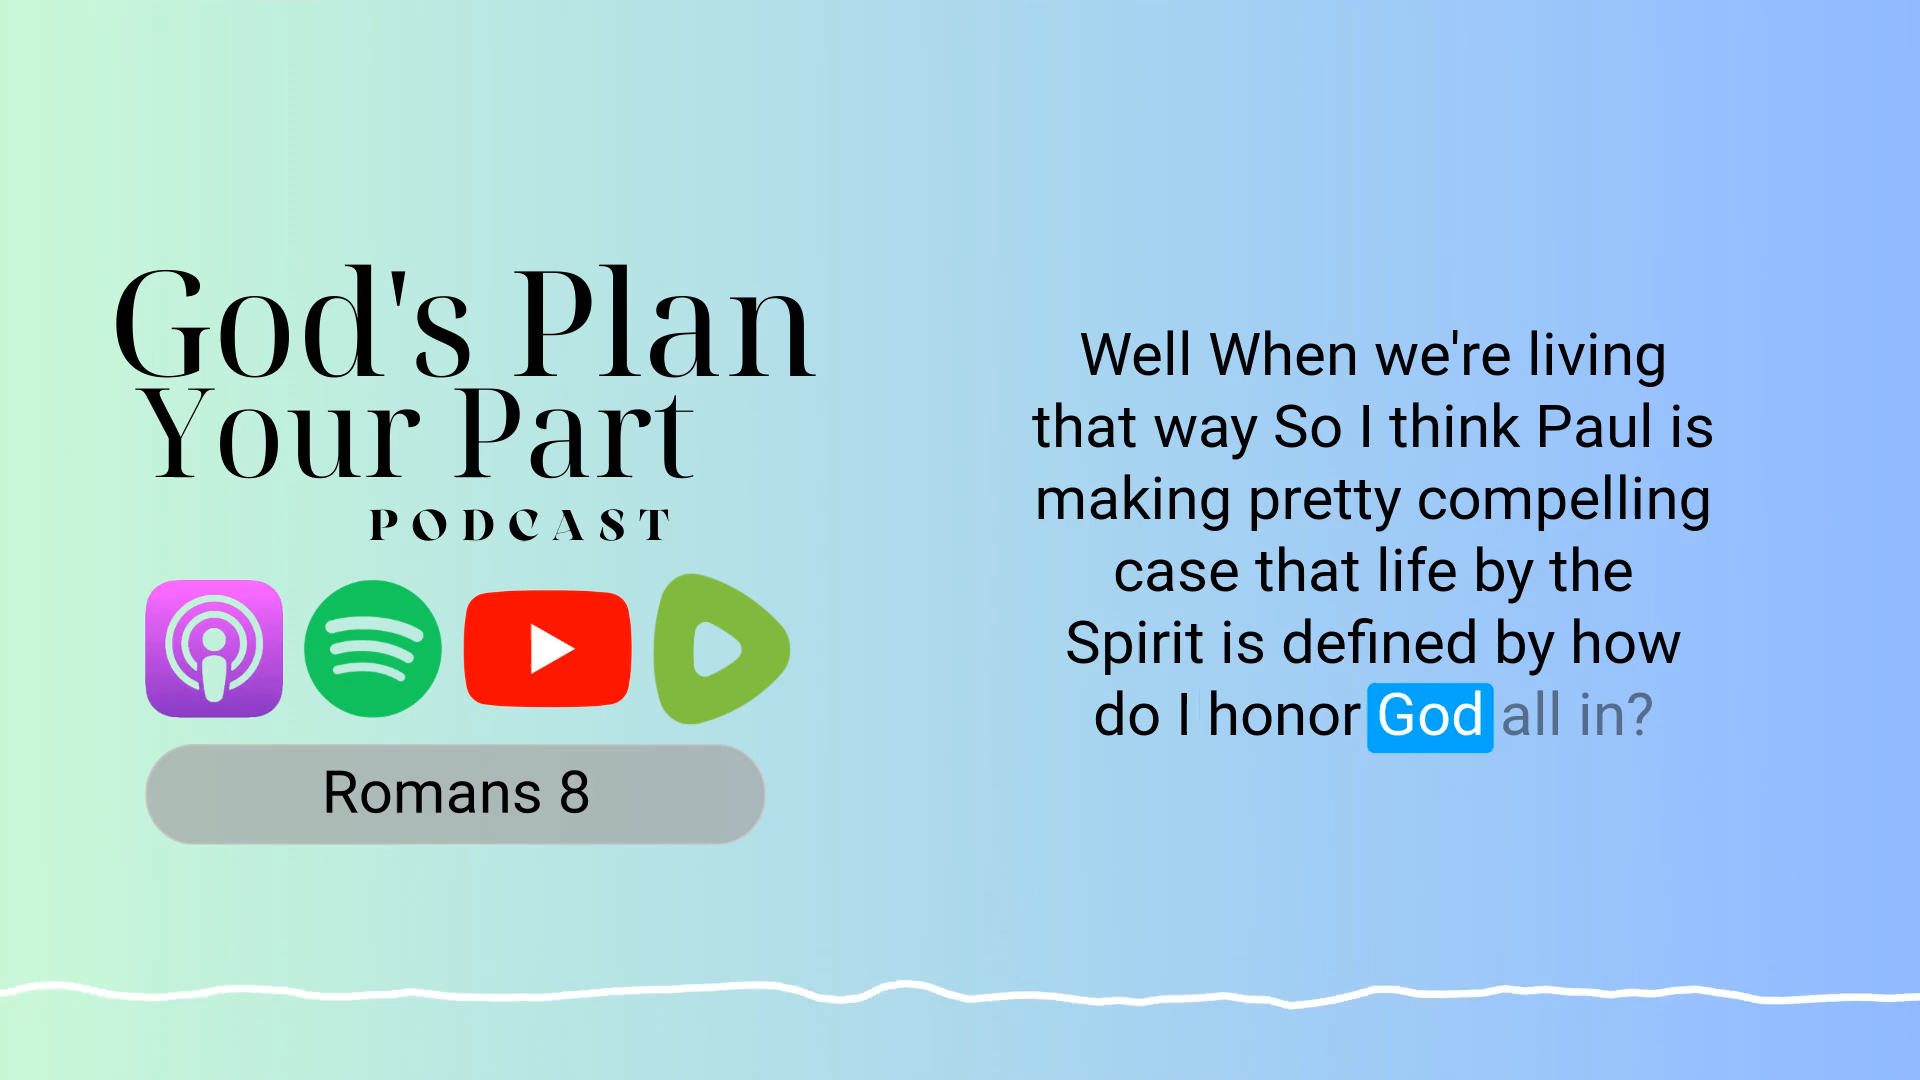 God's Plan
Your Part
PODCAST
Romans 8
Well When we're living
that way So I think Paul is
making pretty compelling
case that life by the
Spirit is defined by how
do I honor God all in?